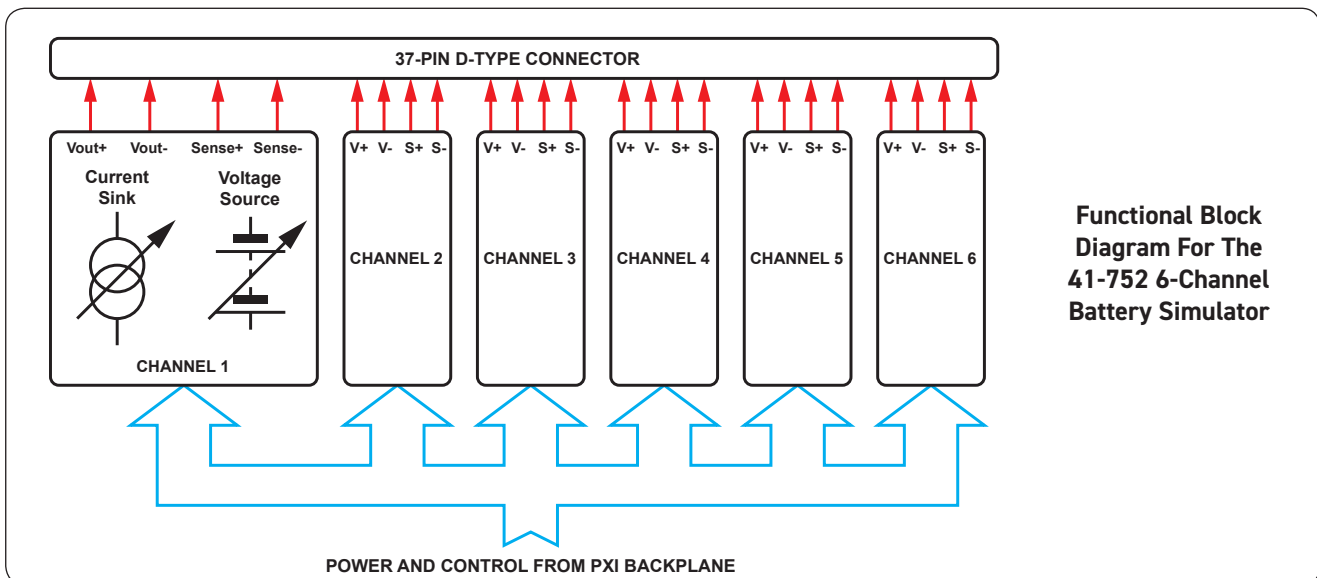 37-PIN D-TYPE CONNECTOR
Vout+ Vout- Sense+ Sense-
Current
Sink
Voltage
Source
CHANNEL 1
V+ V- S+ S-
CHANNEL 2
V+ V- S+ S-
CHANNEL 3
V+ V- S+ S-
CHANNEL 4
V+ V- S+ S-
CHANNEL 5
V+ V- S+ S-
CHANNEL 6
POWER AND CONTROL FROM PXI BACKPLANE
Functional Block
Diagram For The
41-752 6-Channel
Battery Simulator